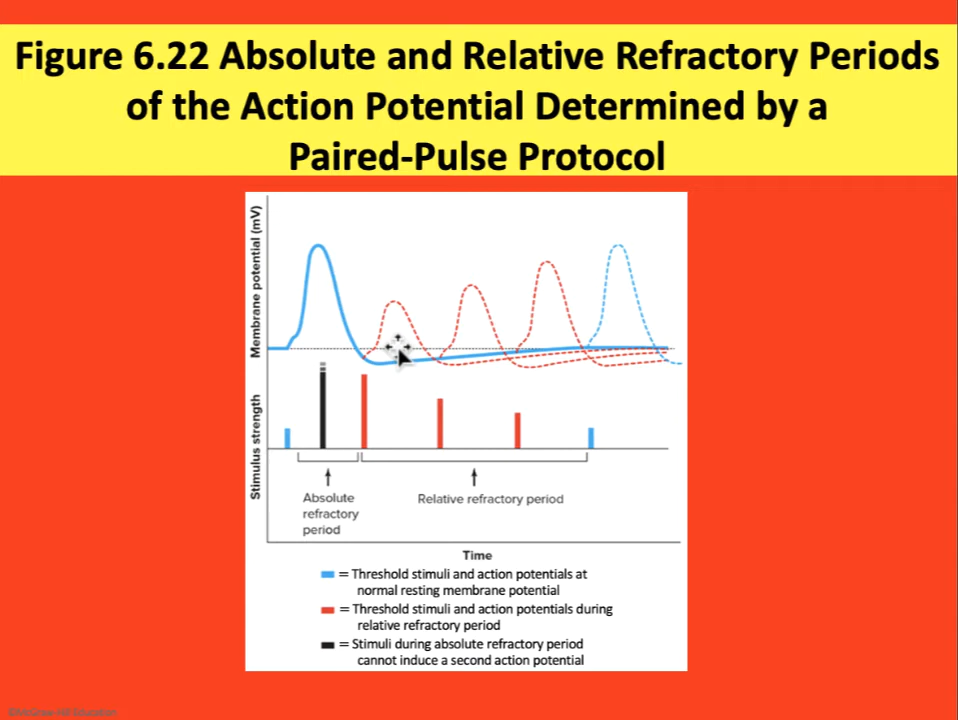 Figure 6.22 Absolute and Relative Refractory Periods
of the Action Potential Determined by a
Paired-Pulse Protocol
Membrane potential (mV)
Stimulus strength
Absolute
refractory
period
Relative refractory period
Time
= Threshold stimuli and action potentials at
normal resting membrane potential
= Threshold stimuli and action potentials during
relative refractory period
= Stimuli during absolute refractory period
cannot induce a second action potential
©McGraw-Hill Education